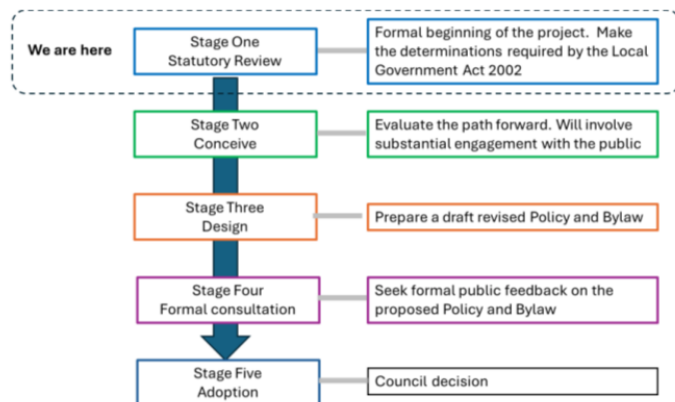 We are here
Stage One
Statutory Review
Formal beginning of the project. Make
the determinations required by the Local
Government Act 2002
Stage Two
Conceive
Evaluate the path forward. Will involve
substantial engagement with the public
Stage Three
Design
Prepare a draft revised Policy and Bylaw
Stage Four
Formal consultation
Seek formal public feedback on the
proposed Policy and Bylaw
Stage Five
Adoption
Council decision